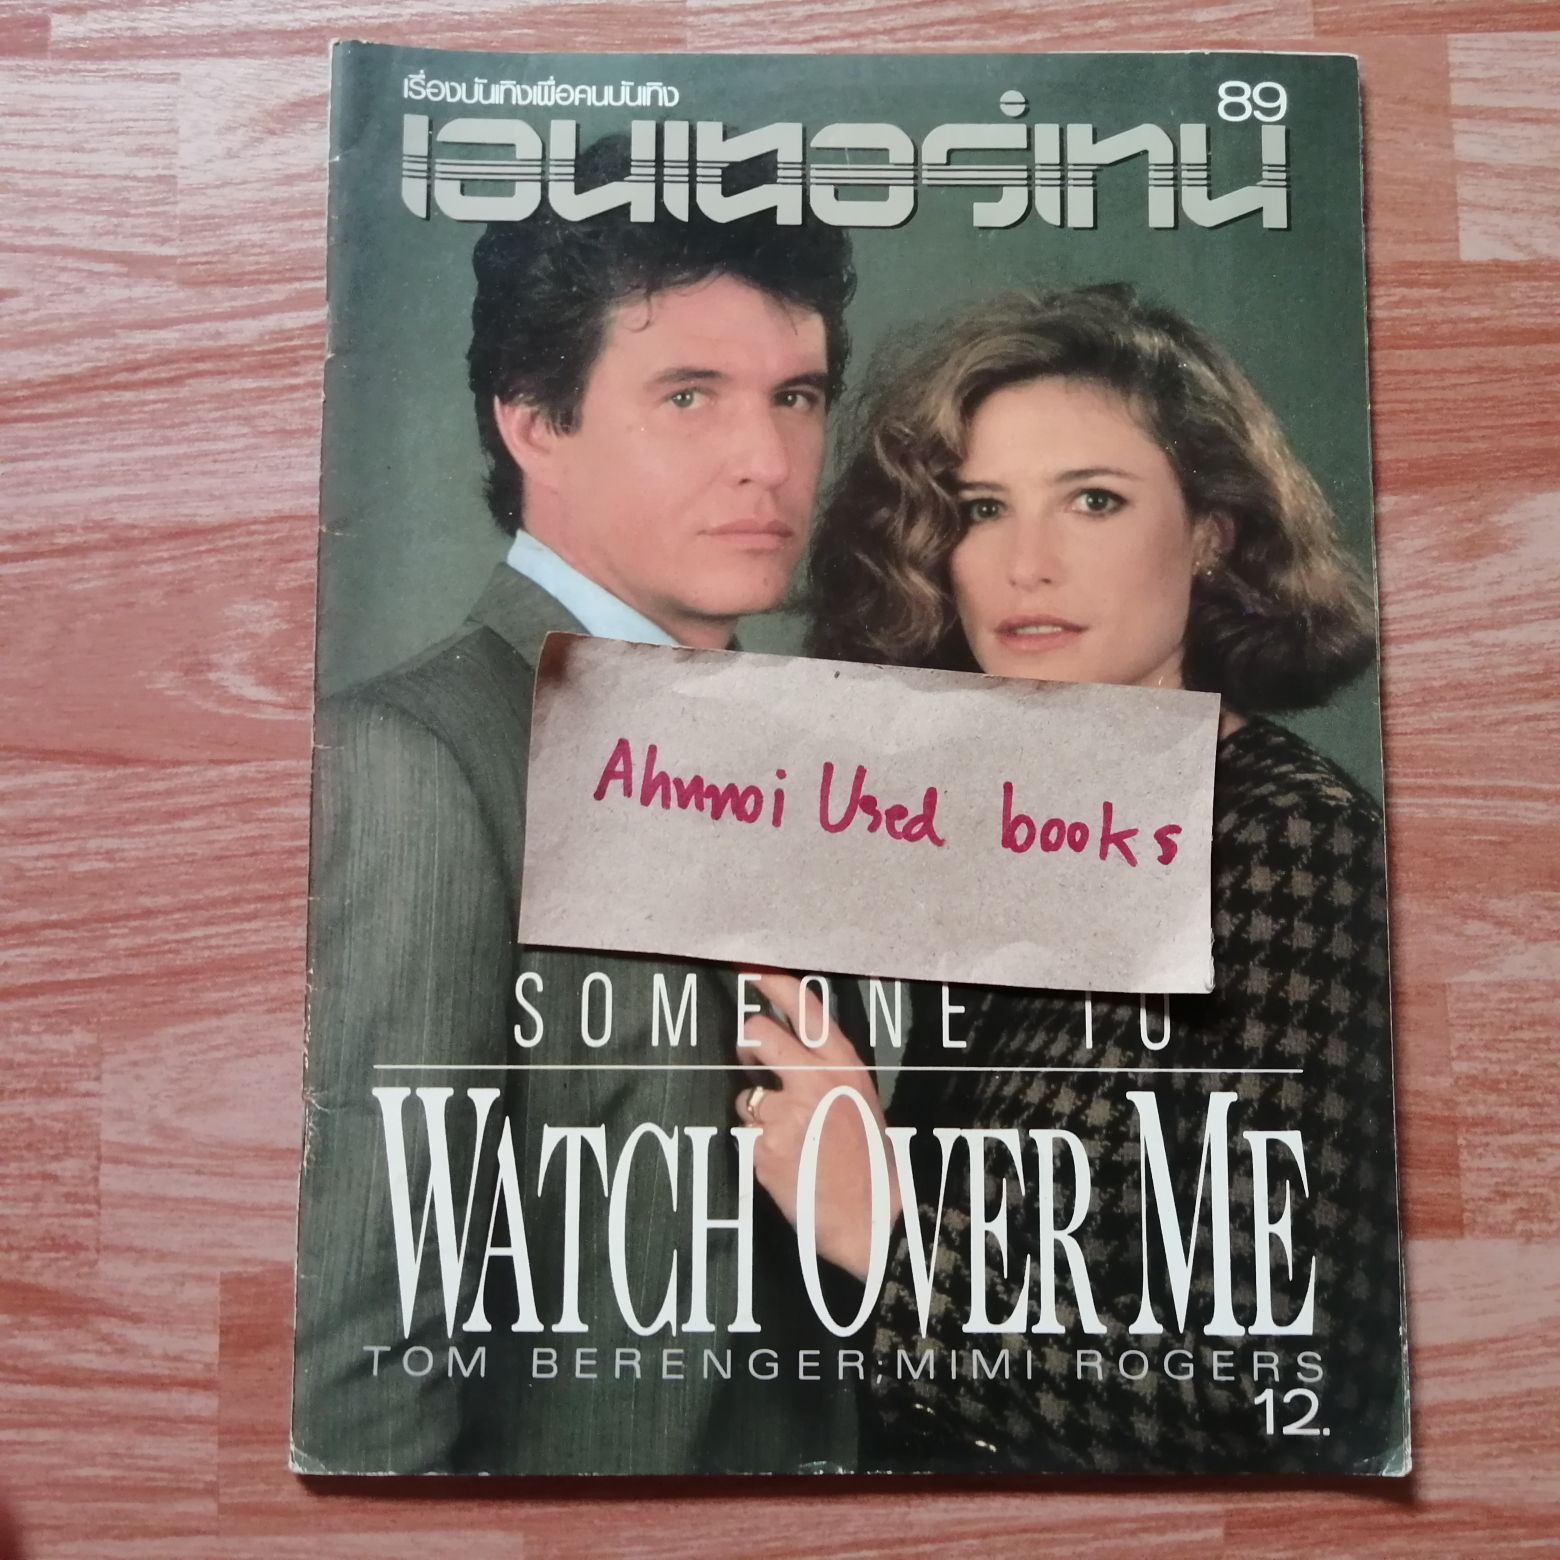 เรื่องบันเทิงเพื่อคนบันเทิง
89
เอนเตอร์เทน
Ahnnoi Used books
SOMEONE TO
WATCH OVER ME
TOM BERENGER;MIMI ROGERS
12.